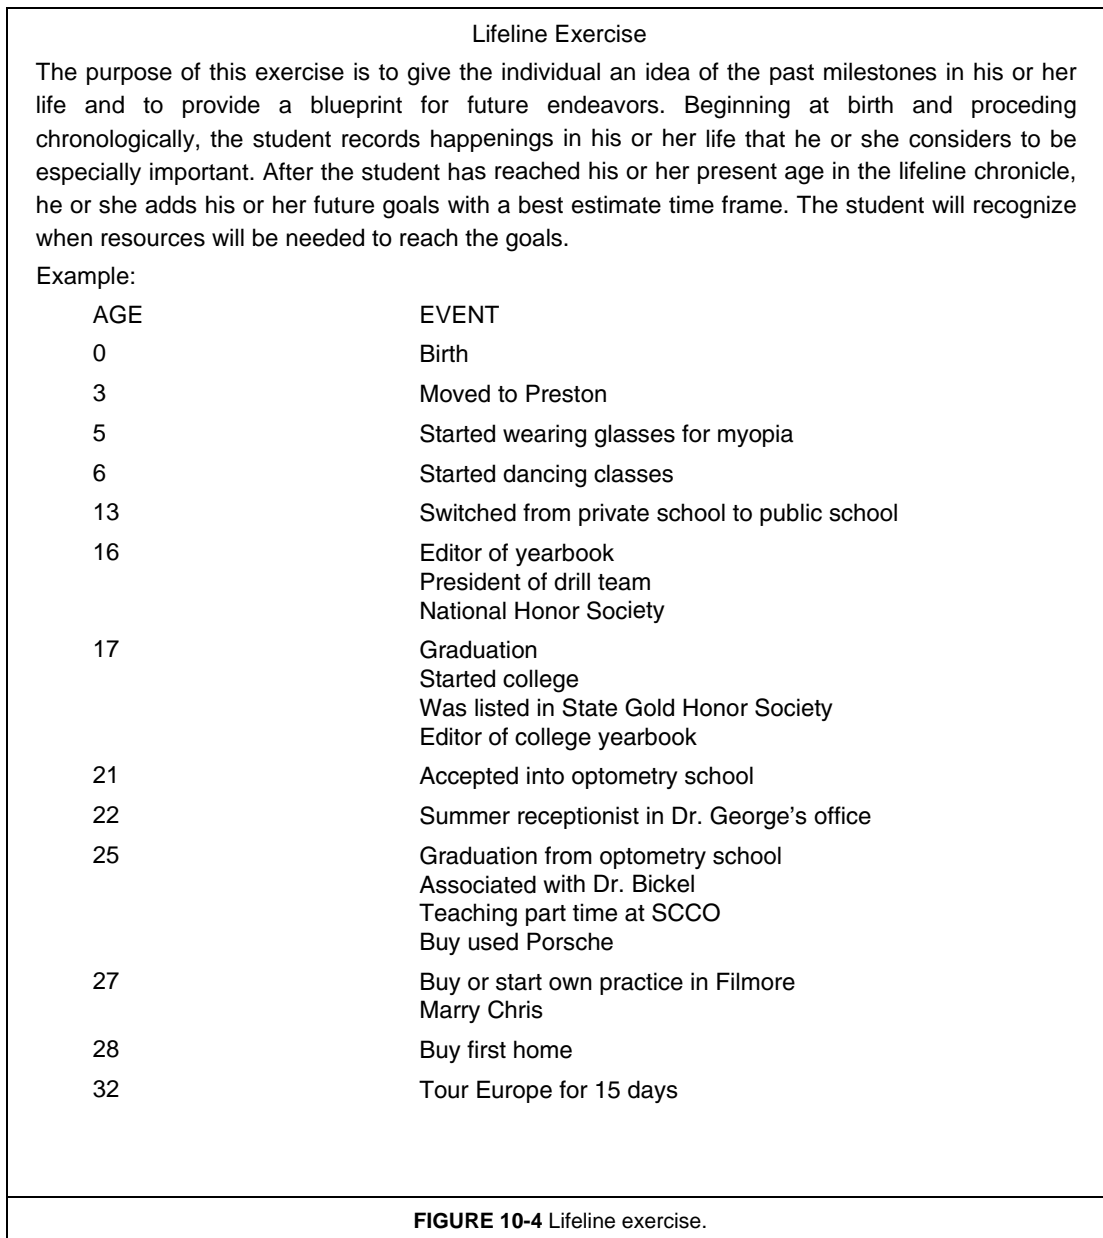 Lifeline Exercise
The purpose of this exercise is to give the individual an idea of the past milestones in his or her
life and to provide a blueprint for future endeavors. Beginning at birth and proceding
chronologically, the student records happenings in his or her life that he or she considers to be
especially important. After the student has reached his or her present age in the lifeline chronicle,
he or she adds his or her future goals with a best estimate time frame. The student will recognize
when resources will be needed to reach the goals.
Example:
AGE EVENT
0 Birth
3 Moved to Preston
5 Started wearing glasses for myopia
6 Started dancing classes
13 Switched from private school to public school
16 Editor of yearbook
President of drill team
National Honor Society
17 Graduation
Started college
Was listed in State Gold Honor Society
Editor of college yearbook
21 Accepted into optometry school
22 Summer receptionist in Dr. George's office
25 Graduation from optometry school
Associated with Dr. Bickel
Teaching part time at SCCO
Buy used Porsche
27 Buy or start own practice in Filmore
Marry Chris
28 Buy first home
32 Tour Europe for 15 days
FIGURE 10-4 Lifeline exercise.